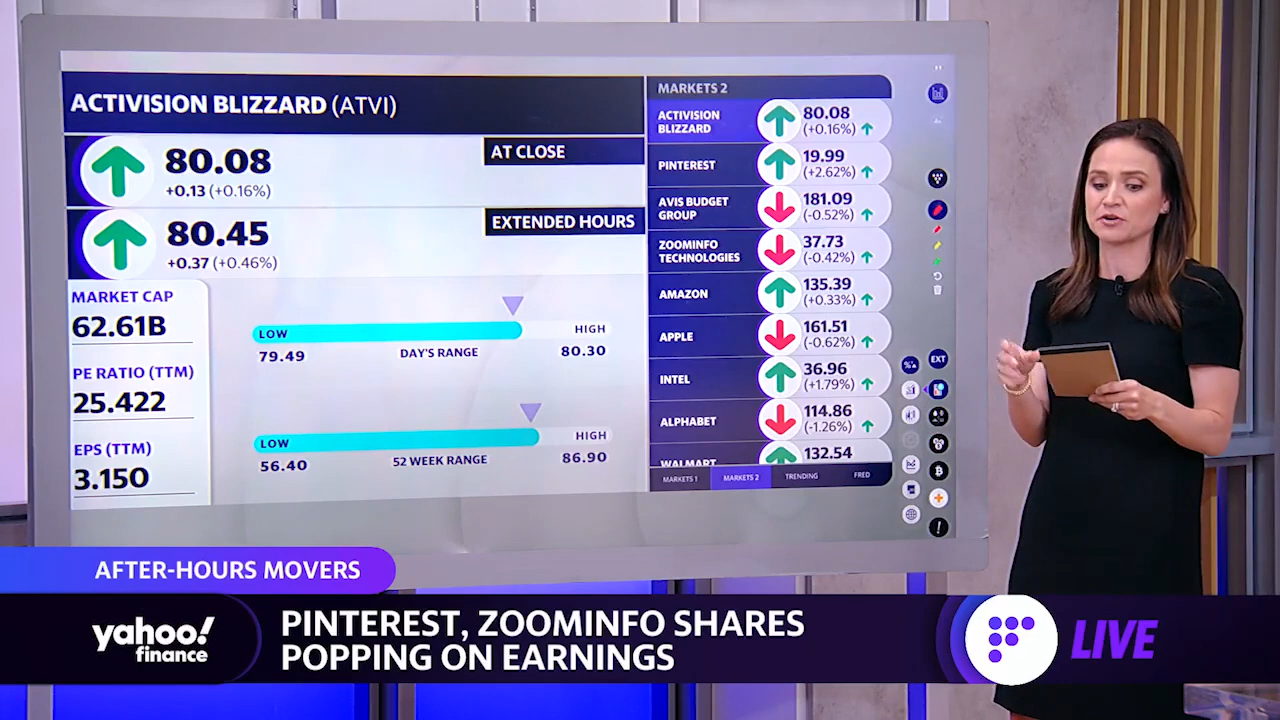 ACTIVISION BLIZZARD (ATVI)
80.08
+0.13 (+0.16%)
AT CLOSE
80.45
+0.37 (+0.46%)
EXTENDED HOURS
MARKET CAP
62.61B
PE RATIO (TTM)
25.422
EPS (TTM)
3.150
LOW
HIGH
79.49
DAY'S RANGE
80.30
LOW
HIGH
56.40
52 WEEK RANGE
86.90
MARKETS 2
ACTIVISION
BLIZZARD
80.08
(+0.16%)
PINTEREST
19.99
(+2.62%)
AVIS BUDGET
GROUP
181.09
(-0.52%)
ZOOMINFO
TECHNOLOGIES
37.73
(-0.42%)
AMAZON
135.39
(+0.33%)
APPLE
161.51
(-0.62%)
INTEL
36.96
(+1.79%)
ALPHABET
114.86
(-1.26%)
WALMART
132.54
MARKETS 1
MARKETS 2
TRENDING
FRED
EXT
AFTER-HOURS MOVERS
yahoo!
finance
PINTEREST, ZOOMINFO SHARES
POPPING ON EARNINGS
LIVE